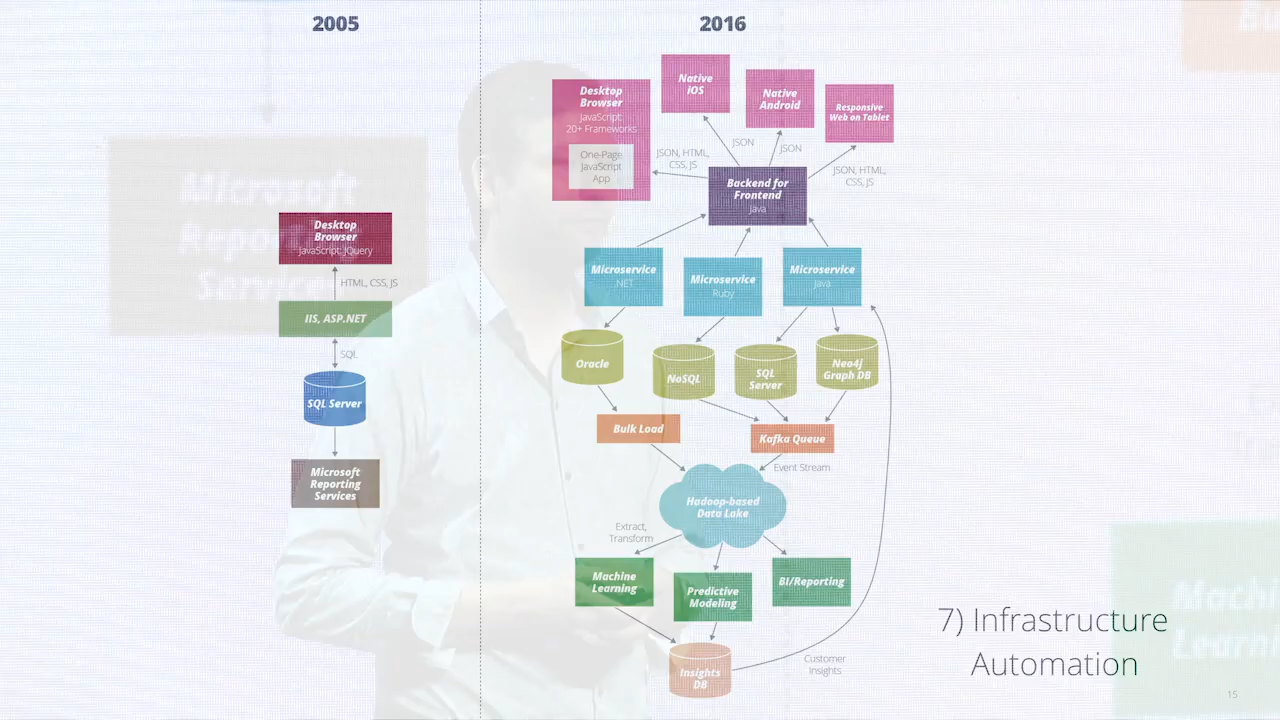 2005
2016
Desktop
Browser
JavaScript: JQuery
HTML, CSS, JS
IIS, ASP.NET
SQL
SQL Server
Microsoft
Reporting
Services
Desktop
Browser
JavaScript:
20+ Frameworks
One-Page
JavaScript
App
Native
iOS
Native
Android
Responsive
Web on Tablet
JSON
JSON
JSON, HTML,
CSS, JS
JSON, HTML,
CSS, JS
Backend for
Frontend
Java
Microservice
.NET
Microservice
Ruby
Microservice
Java
Oracle
NoSQL
SQL
Server
Neo4j
Graph DB
Bulk Load
Kafka Queue
Event Stream
Hadoop-based
Data Lake
Extract,
Transform
Machine
Learning
Predictive
Modeling
BI/Reporting
Insights
DB
Customer
Insights
7) Infrastructure
Automation
15
Microsoft